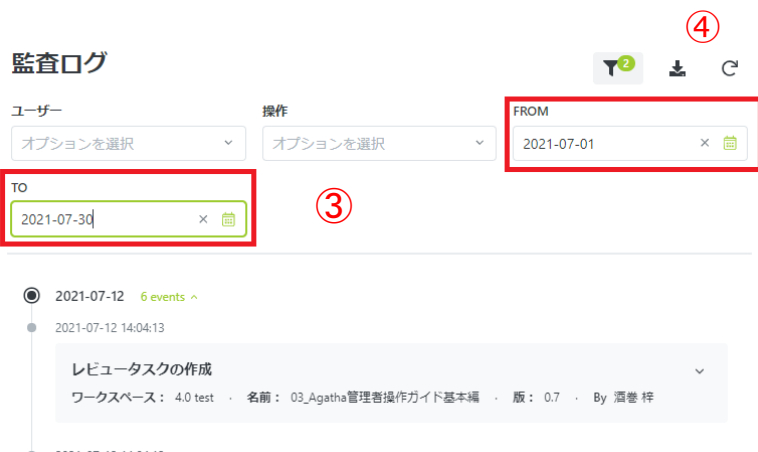 ④
監査ログ
2
ユーザー
操作
FROM
オプションを選択
オプションを選択
2021-07-01
TO
2021-07-30
③
2021-07-12 6 events
2021-07-12 14:04:13
レビュータスクの作成
ワークスペース： 4.0 test · 名前： 03_Agatha管理者操作ガイド基本編 · 版： 0.7 · By 酒巻 梓